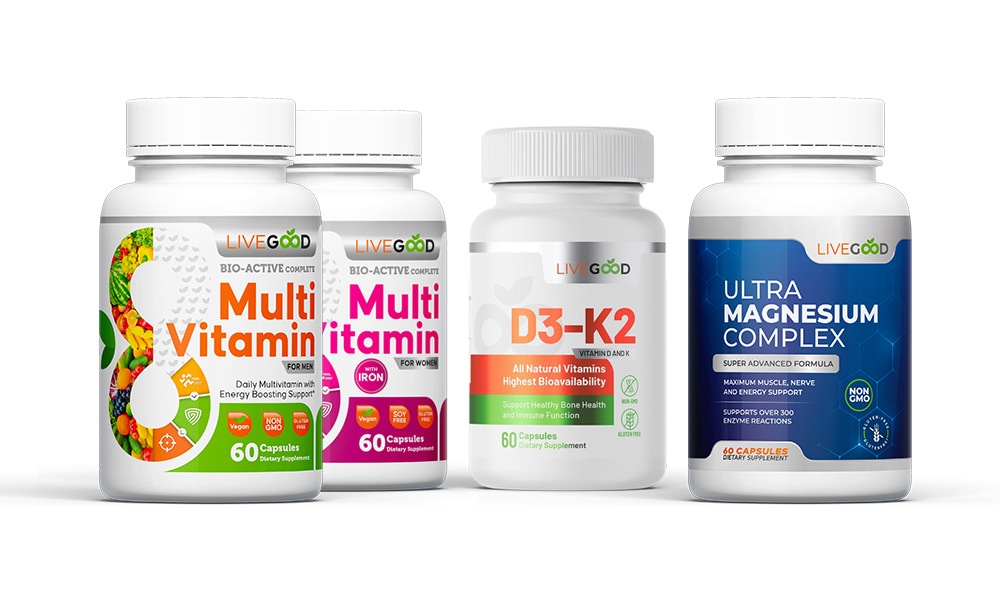 LIVEGOOD
BIO-ACTIVE COMPLETE
Multi
Vitamin
FOR MEN
Daily Multivitamin with
Energy Boosting Support*
Vegan
NON
GMO
GLUTEN
FREE
60 Capsules
Dietary Supplement
LIVEGOOD
BIO-ACTIVE COMPLETE
Multi
itamin
FOR WOMEN
WITH
IRON
Vegan
SOY
FREE
GLUTEN
FREE
60 Capsules
Dietary Supplement
LIVEGOOD
D3-K2
VITAMIN D AND K
All Natural Vitamins
Highest Bioavailability
Support Healthy Bone Health
and Immune Function
NON-GMO
GLUTEN FREE
60 Capsules
Dietary Supplement
LIVEGOOD
ULTRA
MAGNESIUM
COMPLEX
SUPER ADVANCED FORMULA
MAXIMUM MUSCLE, NERVE
AND ENERGY SUPPORT
NON
GMO
SUPPORTS OVER 300
ENZYME REACTIONS
GLUTEN-FREE
60 CAPSULES
DIETARY SUPPLEMENT